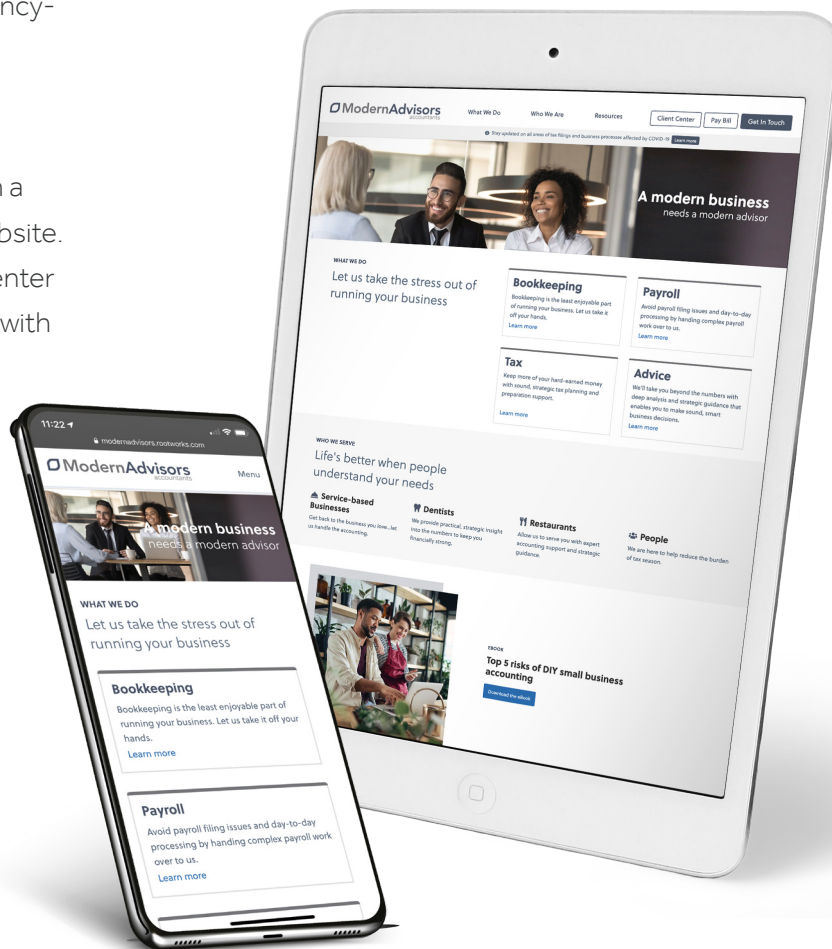 ncy-
n a
bsite.
enter
with
ModernAdvisors
accountants
What We Do
Who We Are
Resources
Client Center
Pay Bill
Get In Touch
Stay updated on all areas of tax filings and business processes affected by COVID-19 Learn more
A modern business
needs a modern advisor
WHAT WE DO
Let us take the stress out of
running your business
Bookkeeping
Bookkeeping is the least enjoyable part
of running your business. Let us take it
off your hands.
Learn more
Payroll
Avoid payroll filing issues and day-to-day
processing by handing complex payroll
work over to us.
Learn more
Tax
Keep more of your hard-earned money
with sound, strategic tax planning and
preparation support.
Learn more
Advice
We'll take you beyond the numbers with
deep analysis and strategic guidance that
enables you to make sound, smart
business decisions.
Learn more
WHO WE SERVE
Life's better when people
understand your needs
Service-based
Businesses
Get back to the business you love...let
us handle the accounting.
Dentists
We provide practical, strategic insight
into the numbers to keep you
financially strong.
Restaurants
Allow us to serve you with expert
accounting support and strategic
guidance.
People
We are here to help reduce the burden
of tax season.
EBOOK
Top 5 risks of DIY small business
accounting
Download the eBook
11:22
modernadvisors.rootworks.com
ModernAdvisors
accountants
Menu
A modern business
needs a modern advisor
WHAT WE DO
Let us take the stress out of
running your business
Bookkeeping
Bookkeeping is the least enjoyable part of
running your business. Let us take it off your
hands.
Learn more
Payroll
Avoid payroll filing issues and day-to-day
processing by handing complex payroll work
over to us.
Learn more